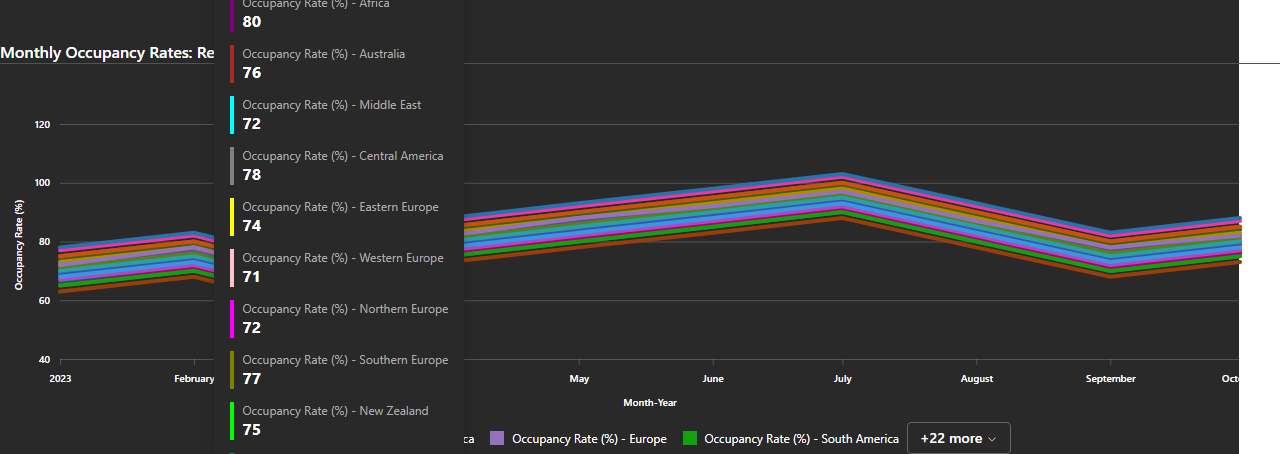 Occupancy Rate (%) - Africa
80
Monthly Occupancy Rates: Re
Occupancy Rate (%) - Australia
76
Occupancy Rate (%) - Middle East
72
Occupancy Rate (%) - Central America
78
Occupancy Rate (%) - Eastern Europe
74
Occupancy Rate (%) - Western Europe
71
Occupancy Rate (%) - Northern Europe
72
Occupancy Rate (%) - Southern Europe
77
Occupancy Rate (%) - New Zealand
75
Occupancy Rate (%)
120
100
80
60
40
2023
February
May
June
July
August
September
Octo
Month-Year
ca
Occupancy Rate (%) - Europe
Occupancy Rate (%) - South America
+22 more